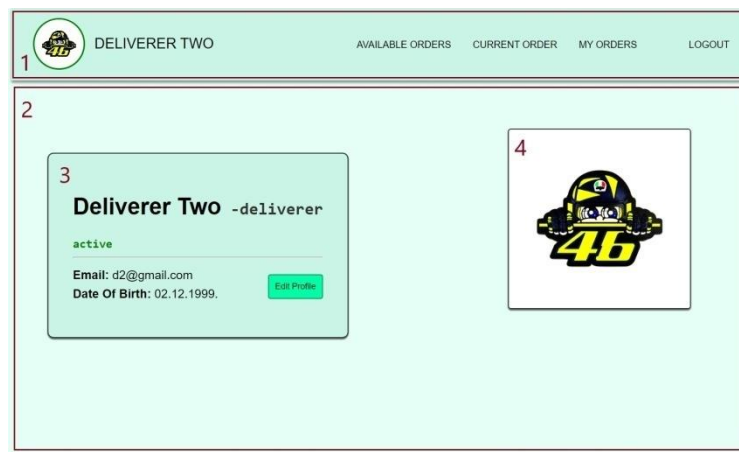 1
46
DELIVERER TWO
AVAILABLE ORDERS
CURRENT ORDER
MY ORDERS
LOGOUT
2
3
Deliverer Two -deliverer
active
Email: d2@gmail.com
Date Of Birth: 02.12.1999.
Edit Profile
4
46